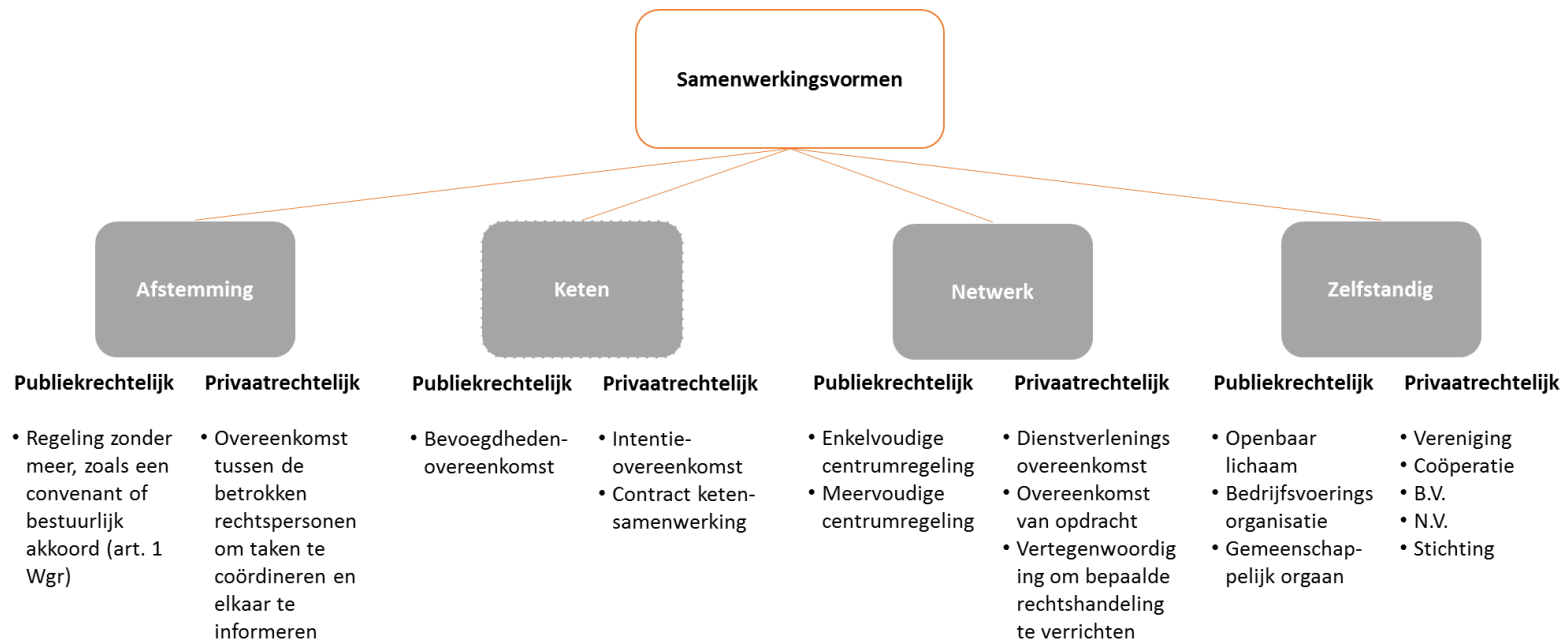 Samenwerkingsvormen
Afstemming
Publiekrechtelijk
• Regeling zonder
meer, zoals een
convenant of
bestuurlijk
akkoord (art. 1
Wgr)
Privaatrechtelijk
• Overeenkomst
tussen de
betrokken
rechtspersonen
om taken te
coördineren en
elkaar te
informeren
Keten
Publiekrechtelijk
• Bevoegdheden-
overeenkomst
Privaatrechtelijk
• Intentie-
overeenkomst
• Contract keten-
samenwerking
Netwerk
Publiekrechtelijk
• Enkelvoudige
centrumregeling
• Meervoudige
centrumregeling
Privaatrechtelijk
• Dienstverlenings
overeenkomst
• Overeenkomst
van opdracht
• Vertegenwoordig
ing om bepaalde
rechtshandeling
te verrichten
Zelfstandig
Publiekrechtelijk
• Openbaar
lichaam
• Bedrijfsvoerings
organisatie
• Gemeenschap-
pelijk orgaan
Privaatrechtelijk
• Vereniging
• Coöperatie
• B.V.
• N.V.
• Stichting